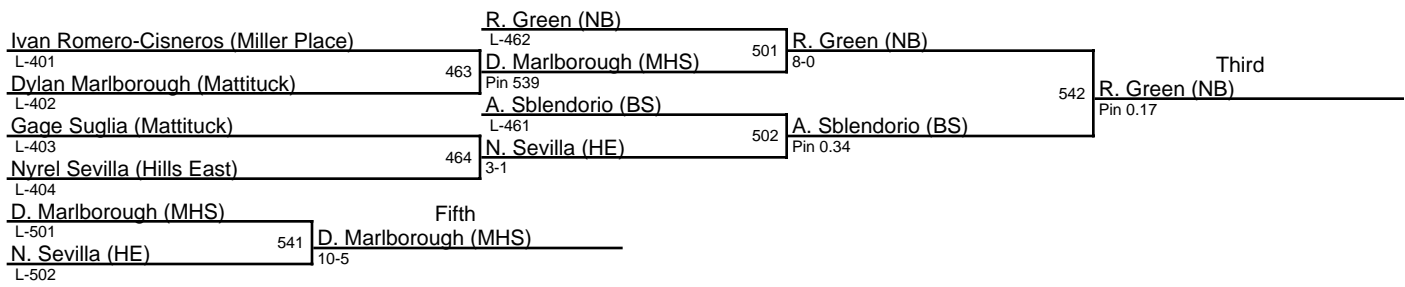 Ivan Romero-Cisneros (Miller Place)
L-401
463
Dylan Marlborough (Mattituck)
L-402
Gage Suglia (Mattituck)
L-403
464
Nyrel Sevilla (Hills East)
L-404
R. Green (NB)
L-462
501
D. Marlborough (MHS)
Pin 539
A. Sblendorio (BS)
L-461
502
N. Sevilla (HE)
3-1
R. Green (NB)
8-0
542
A. Sblendorio (BS)
Pin 0.34
Third
R. Green (NB)
Pin 0.17
D. Marlborough (MHS)
L-501
541
N. Sevilla (HE)
L-502
Fifth
D. Marlborough (MHS)
10-5